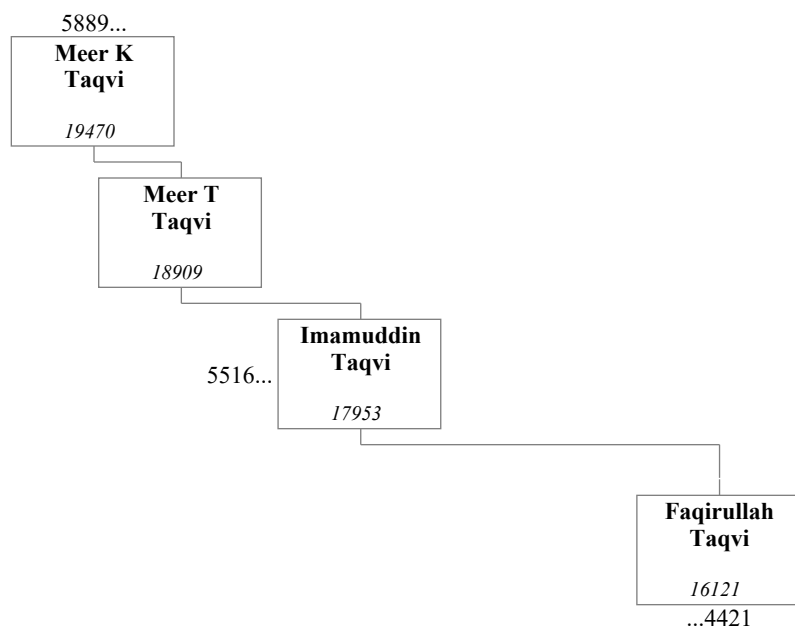 5889...
Meer K
Taqvi
19470
Meer T
Taqvi
18909
Imamuddin
Taqvi
5516...
17953
Faqirullah
Taqvi
16121
...4421